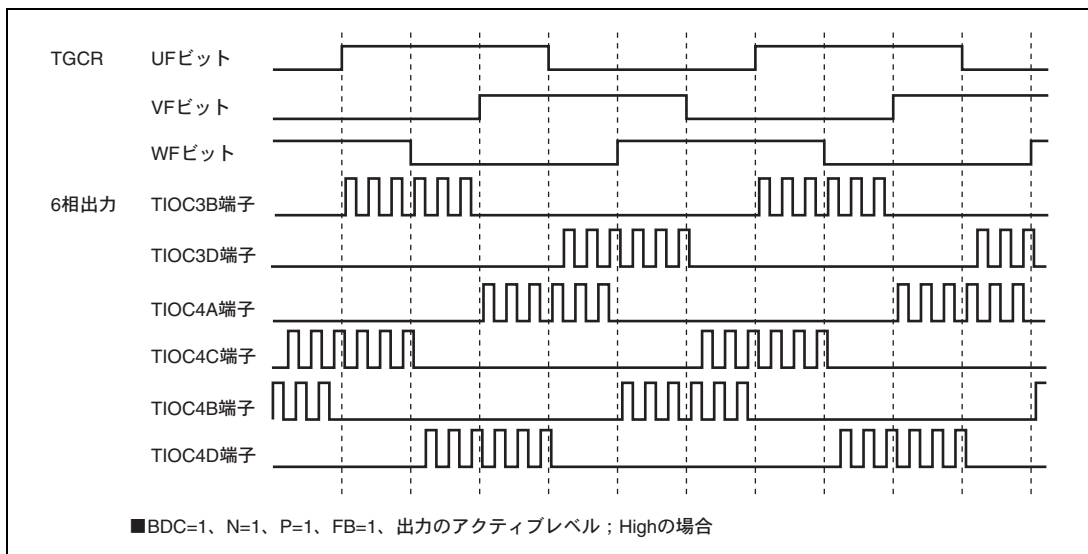 TGCR UFビット
VFビット
WFビット
6相出力 TIOC3B端子
TIOC3D端子
TIOC4A端子
TIOC4C端子
TIOC4B端子
TIOC4D端子
■BDC=1、N=1、P=1、FB=1、出力のアクティブレベル；Highの場合